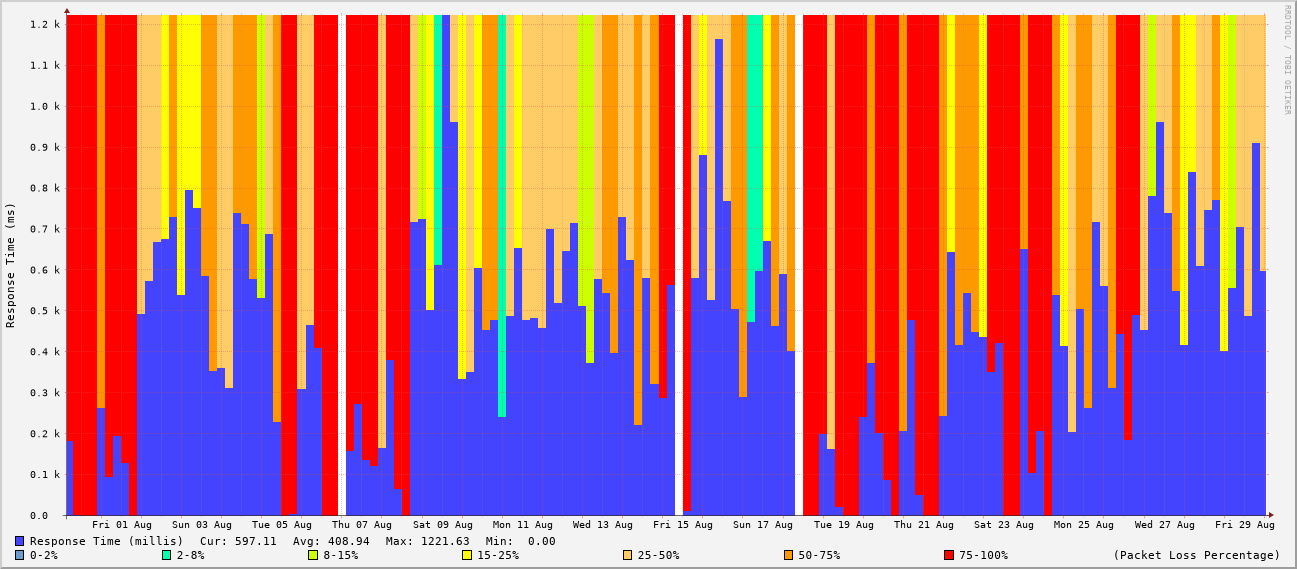 1.2 k
1.1 k
1.0 k
0.9 k
0.8 k
0.7 k
0.6 k
0.5 k
0.4 k
0.3 k
0.2 k
0.1 k
0.0
Response Time (ms)
RRDTOOL / TOBI OETIKER
Fri 01 Aug Sun 03 Aug Tue 05 Aug Thu 07 Aug Sat 09 Aug Mon 11 Aug Wed 13 Aug Fri 15 Aug Sun 17 Aug Tue 19 Aug Thu 21 Aug Sat 23 Aug Mon 25 Aug Wed 27 Aug Fri 29 Aug
Response Time (millis) Cur: 597.11 Avg: 408.94 Max: 1221.63 Min: 0.00
0-2% 2-8% 8-15% 15-25% 25-50% 50-75% 75-100% (Packet Loss Percentage)